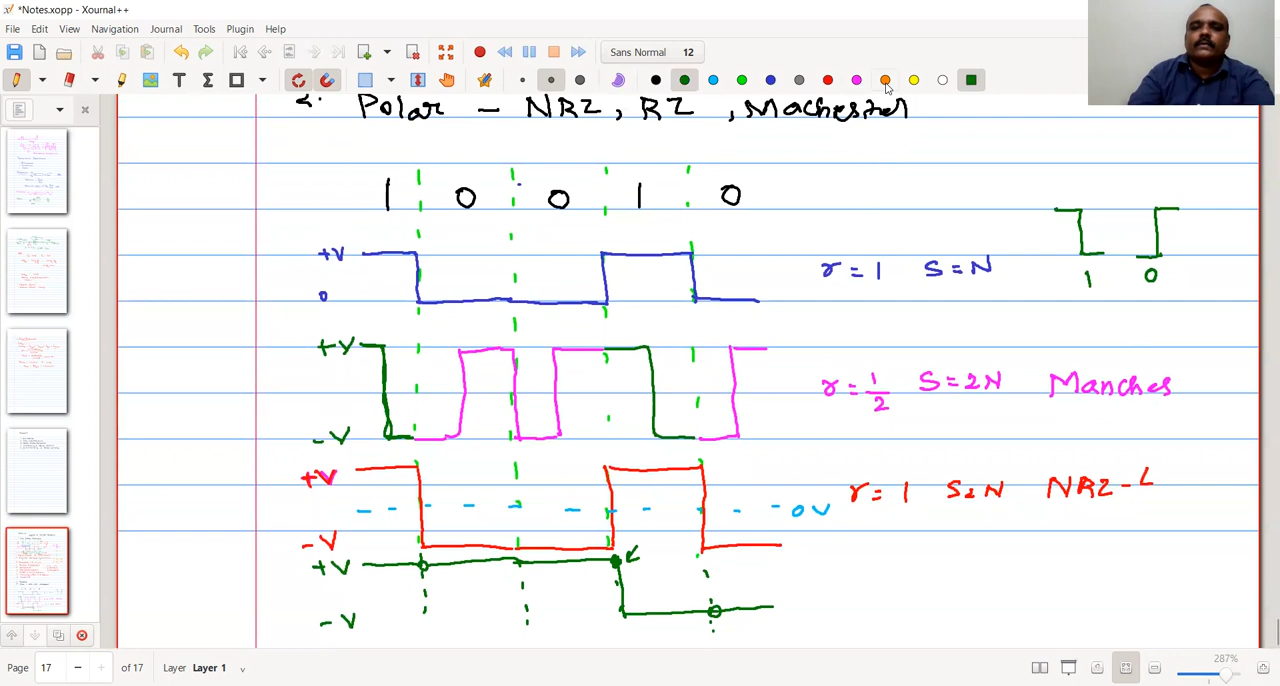 *Notes.xopp - Xournal++
File Edit View Navigation Journal Tools Plugin Help
Sans Normal 12
2. Polar - NRZ, RZ, Machester
1 0 0 1 0
+V
0
r = 1 S = N
1 0
+V
-V
r = 1/2 S = 2N Manches
+V
-V
0V
r = 1 S = N NRZ - L
+V
-V
Page 17 of 17 Layer Layer 1
287%